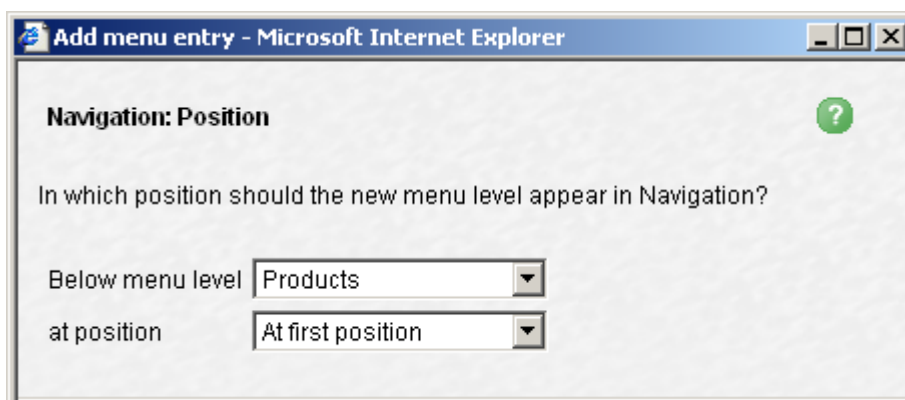 Add menu entry - Microsoft Internet Explorer
Navigation: Position
?
In which position should the new menu level appear in Navigation?
Below menu level Products
at position At first position